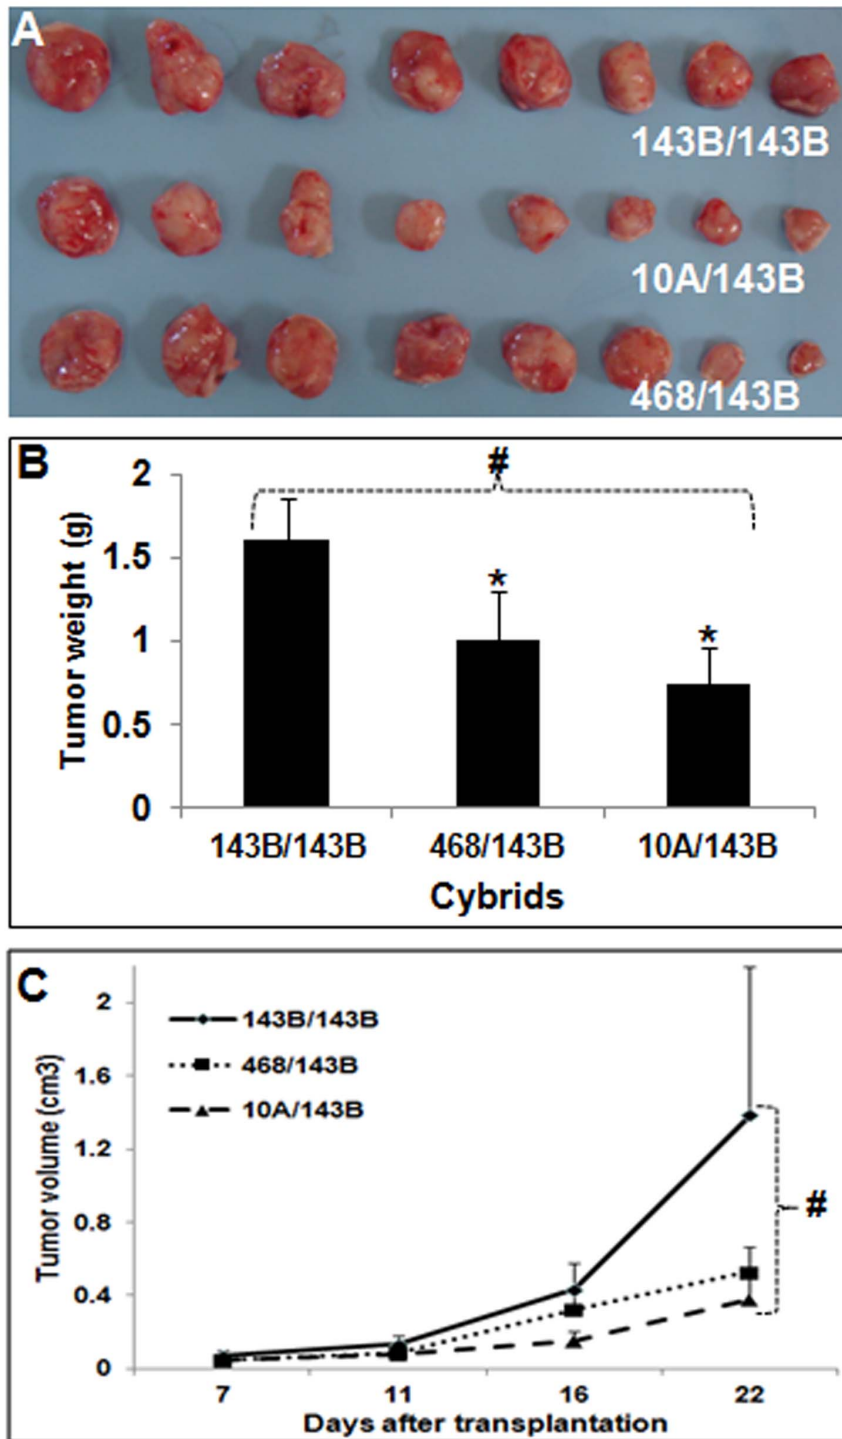 A
143B/143B
10A/143B
468/143B
B
#
2
1.5
1
0.5
0
Tumor weight (g)
*
*
143B/143B 468/143B 10A/143B
Cybrids
C
2
1.6
1.2
0.8
0.4
0
Tumor volume (cm3)
143B/143B
468/143B
10A/143B
#
7 11 16 22
Days after transplantation